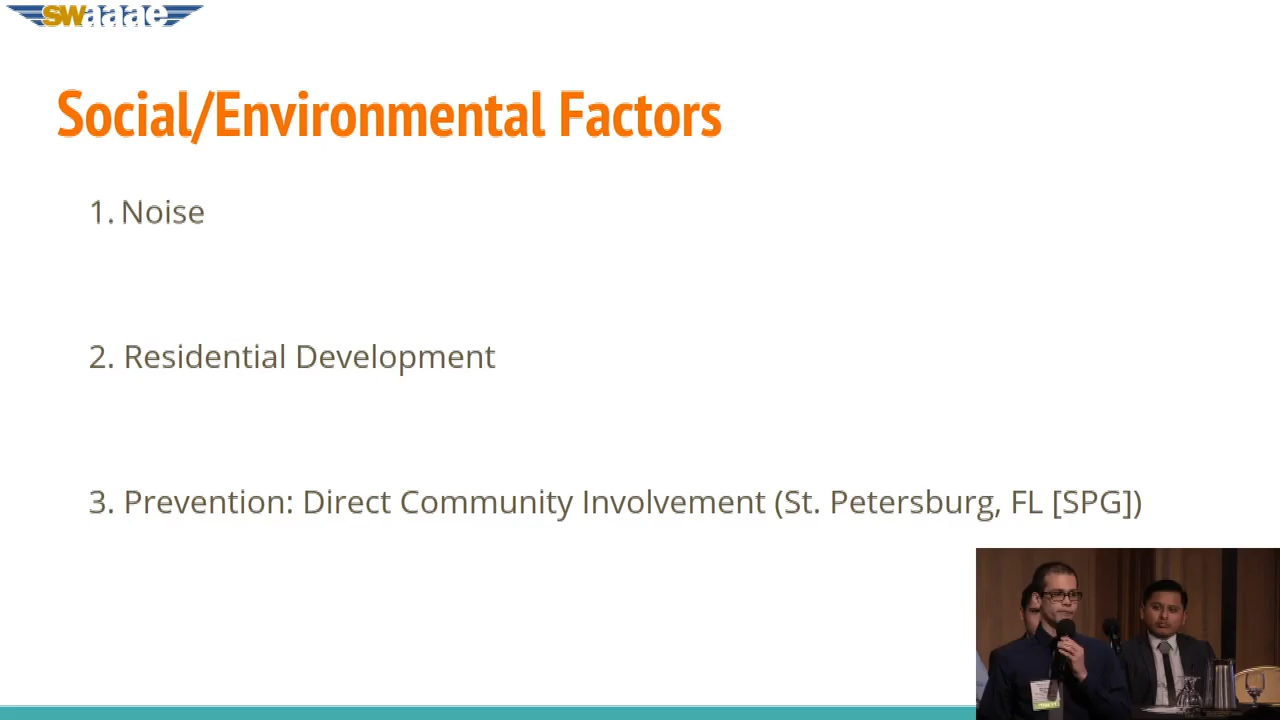 swaaae
Social/Environmental Factors
1. Noise
2. Residential Development
3. Prevention: Direct Community Involvement (St. Petersburg, FL [SPG])